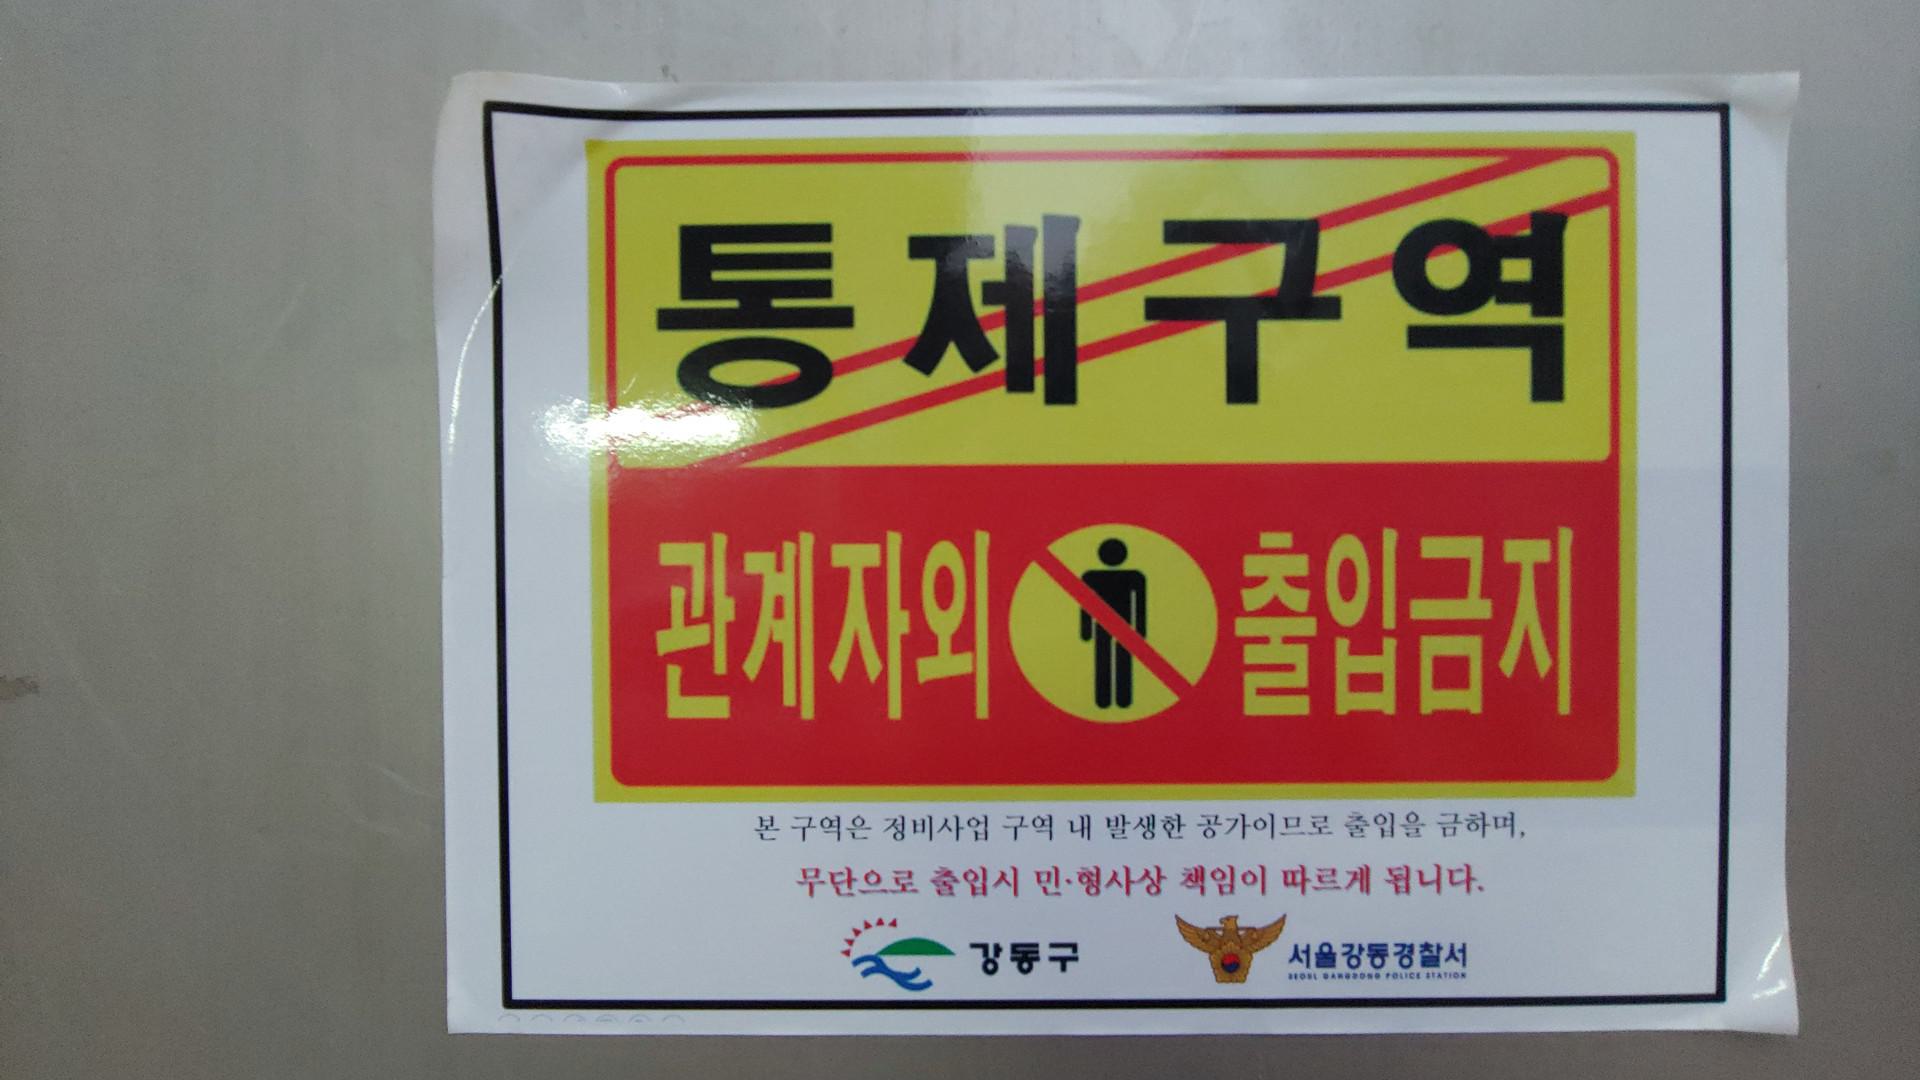 통제구역
관계자외 출입금지
본 구역은 정비사업 구역 내 발생한 공가이므로 출입을 금하며,
무단으로 출입시 민·형사상 책임이 따르게 됩니다.
강동구 서울강동경찰서
SEOUL GANGDONG POLICE STATION